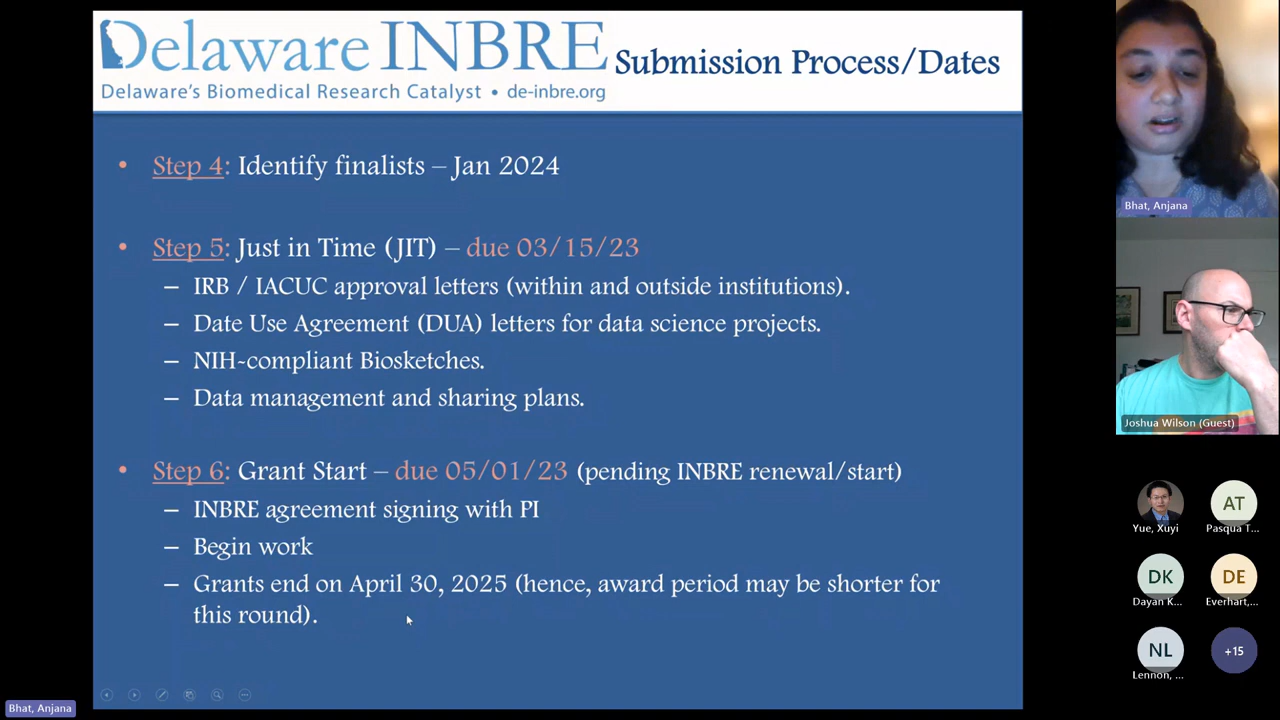 Delaware INBRE Submission Process/Dates
Delaware's Biomedical Research Catalyst • de-inbre.org
• Step 4: Identify finalists – Jan 2024
• Step 5: Just in Time (JIT) – due 03/15/23
– IRB / IACUC approval letters (within and outside institutions).
– Date Use Agreement (DUA) letters for data science projects.
– NIH-compliant Biosketches.
– Data management and sharing plans.
• Step 6: Grant Start – due 05/01/23 (pending INBRE renewal/start)
– INBRE agreement signing with PI
– Begin work
– Grants end on April 30, 2025 (hence, award period may be shorter for
this round).
Bhat, Anjana
Bhat, Anjana
Joshua Wilson (Guest)
Yue, Xuyi
AT
Pasqua T...
DK
Dayan K...
DE
Everhart,...
NL
Lennon, ...
+15